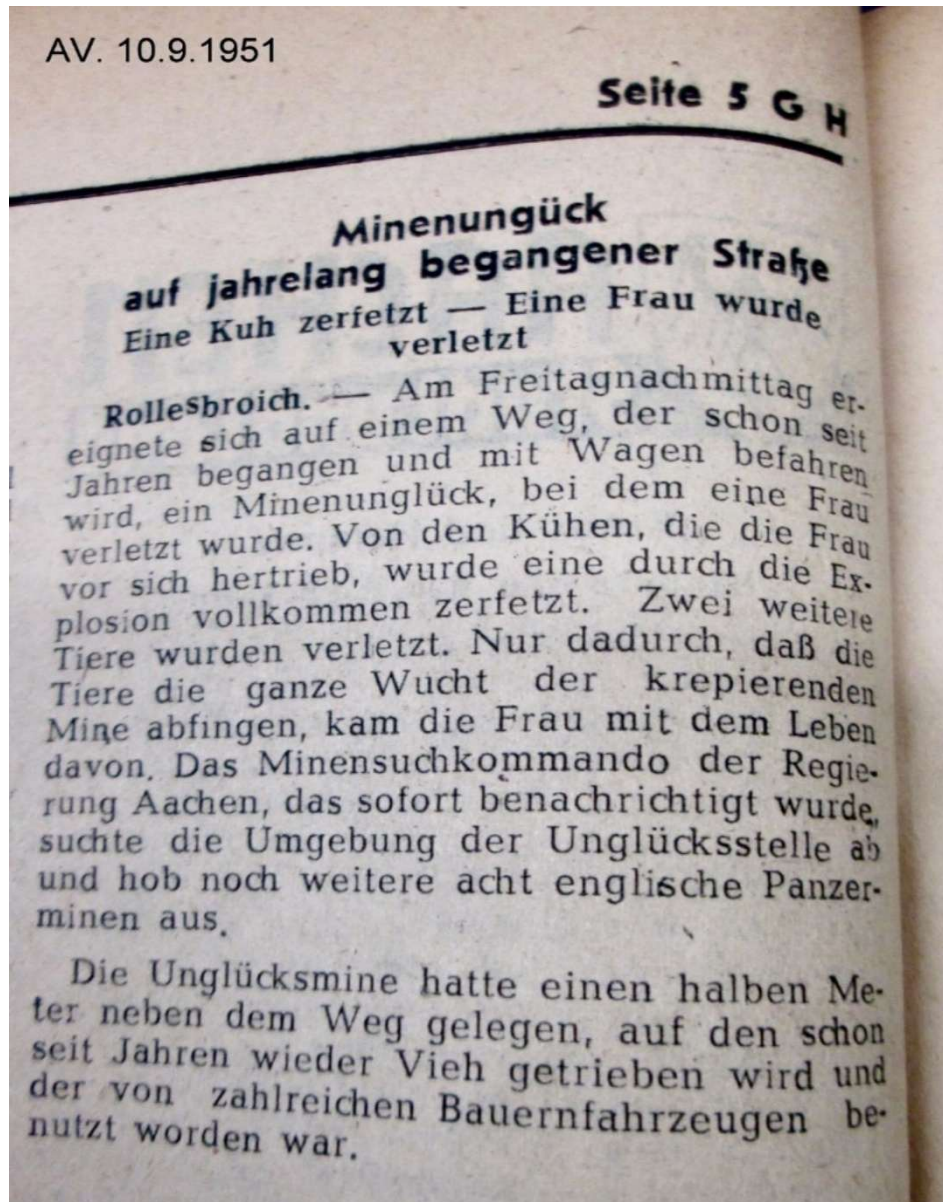 AV. 10.9.1951
Seite 5 G H
Minenungück
auf jahrelang begangener Straße
Eine Kuh zerfetzt — Eine Frau wurde
verletzt
Rollesbroich. — Am Freitagnachmittag er-
eignete sich auf einem Weg, der schon seit
Jahren begangen und mit Wagen befahren
wird, ein Minenunglück, bei dem eine Frau
verletzt wurde. Von den Kühen, die die Frau
vor sich hertrieb, wurde eine durch die Ex-
plosion vollkommen zerfetzt. Zwei weitere
Tiere wurden verletzt. Nur dadurch, daß die
Tiere die ganze Wucht der krepierenden
Mine abfingen, kam die Frau mit dem Leben
davon. Das Minensuchkommando der Regie-
rung Aachen, das sofort benachrichtigt wurde,
suchte die Umgebung der Unglücksstelle ab
und hob noch weitere acht englische Panzer-
minen aus.
Die Unglücksmine hatte einen halben Me-
ter neben dem Weg gelegen, auf den schon
seit Jahren wieder Vieh getrieben wird und
der von zahlreichen Bauernfahrzeugen be-
nutzt worden war.